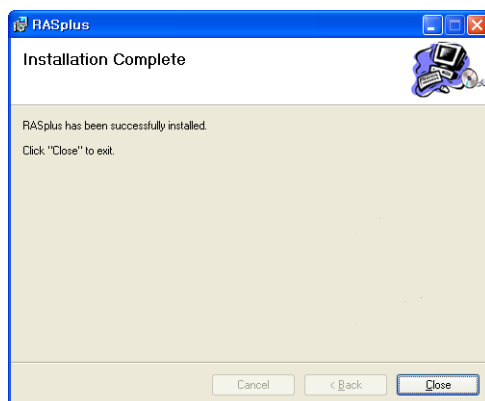 RASplus
Installation Complete
RASplus has been successfully installed.
Click "Close" to exit.
Cancel
< Back
Close